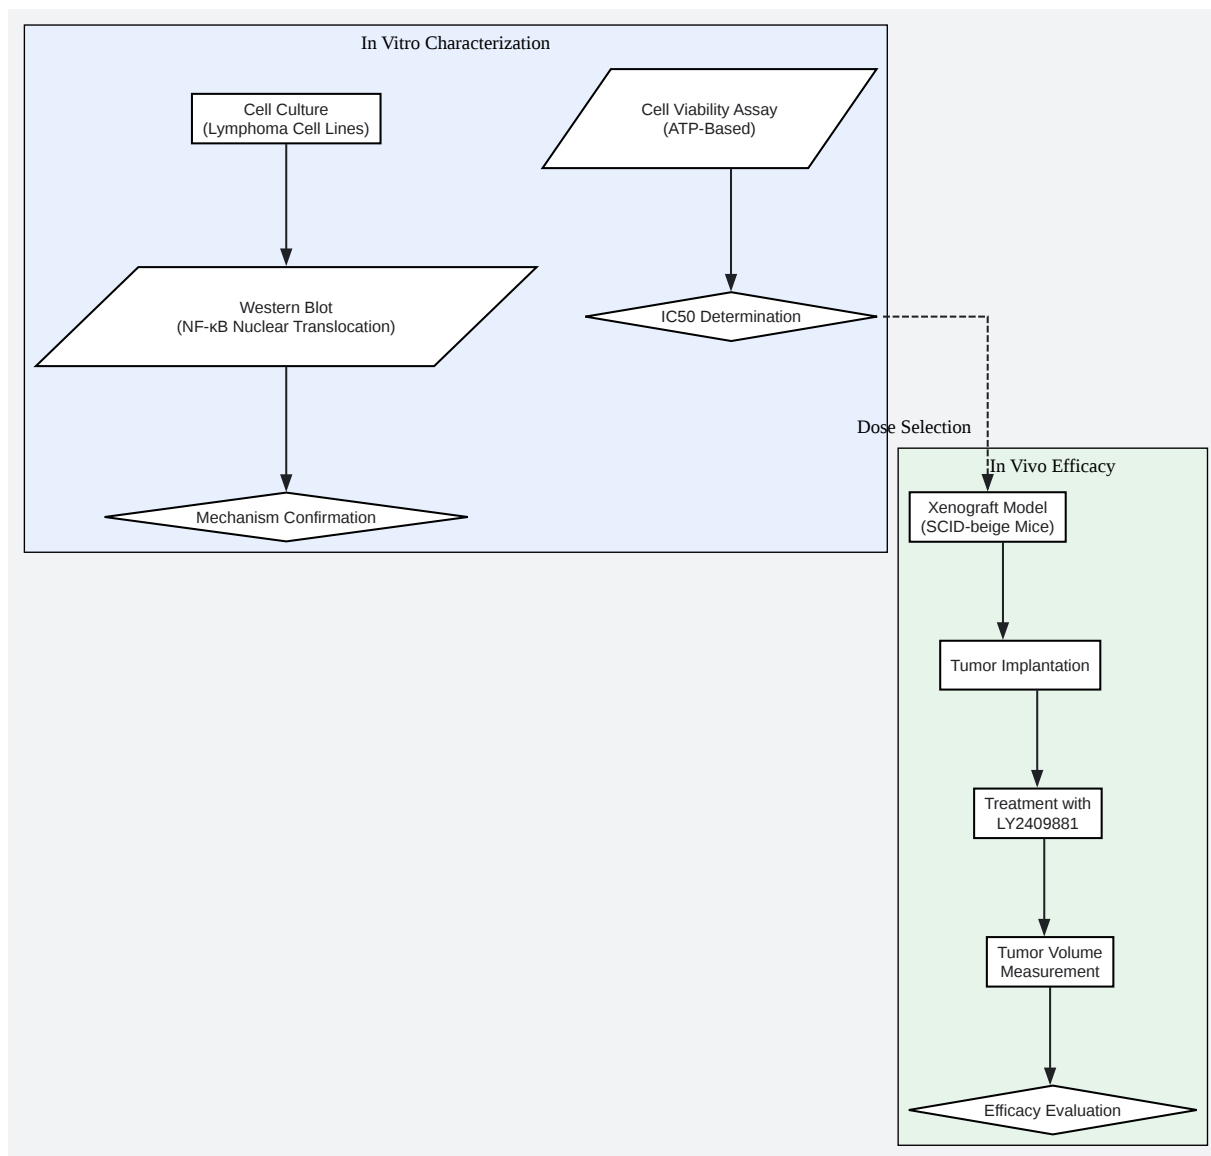 In Vitro Characterization
Cell Culture
(Lymphoma Cell Lines)
Cell Viability Assay
(ATP-Based)
Western Blot
(NF-κB Nuclear Translocation)
IC50 Determination
Mechanism Confirmation
Dose Selection
In Vivo Efficacy
Xenograft Model
(SCID-beige Mice)
Tumor Implantation
Treatment with
LY2409881
Tumor Volume
Measurement
Efficacy Evaluation